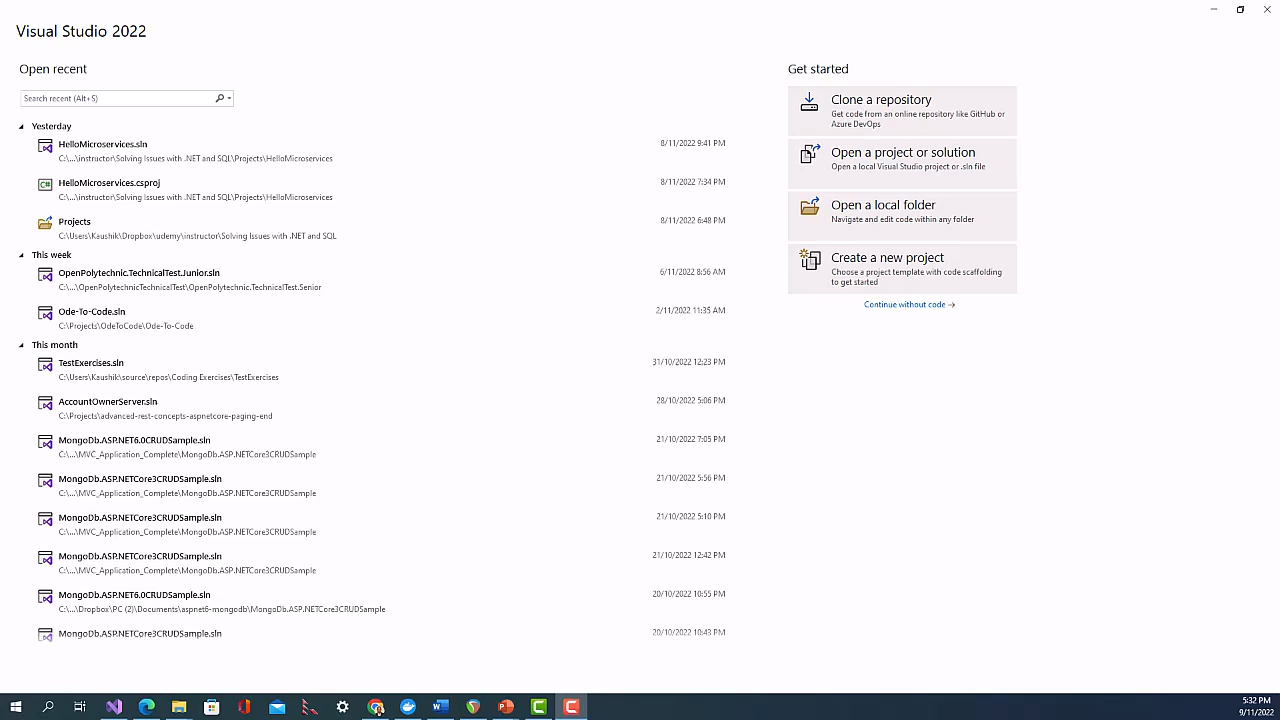 Visual Studio 2022
Open recent
Search recent (Alt+S)
Yesterday
HelloMicroservices.sln 8/11/2022 9:41 PM
C:\...\instructor\Solving Issues with .NET and SQL\Projects\HelloMicroservices
C# HelloMicroservices.csproj 8/11/2022 7:34 PM
C:\...\instructor\Solving Issues with .NET and SQL\Projects\HelloMicroservices
Projects 8/11/2022 6:48 PM
C:\Users\Kaushik\Dropbox\udemy\instructor\Solving Issues with .NET and SQL
This week
OpenPolytechnic.TechnicalTest.Junior.sln 6/11/2022 8:56 AM
C:\...\OpenPolytechnicTechnicalTest\OpenPolytechnic.TechnicalTest.Senior
Ode-To-Code.sln 2/11/2022 11:35 AM
C:\Projects\OdeToCode\Ode-To-Code
This month
TestExercises.sln 31/10/2022 12:23 PM
C:\Users\Kaushik\source\repos\Coding Exercises\TestExercises
AccountOwnerServer.sln 28/10/2022 5:06 PM
C:\Projects\advanced-rest-concepts-aspnetcore-paging-end
MongoDb.ASP.NET6.0CRUDSample.sln 21/10/2022 7:05 PM
C:\...\MVC_Application_Complete\MongoDb.ASP.NETCore3CRUDSample
MongoDb.ASP.NETCore3CRUDSample.sln 21/10/2022 5:56 PM
C:\...\MVC_Application_Complete\MongoDb.ASP.NETCore3CRUDSample
MongoDb.ASP.NETCore3CRUDSample.sln 21/10/2022 5:10 PM
C:\...\MVC_Application_Complete\MongoDb.ASP.NETCore3CRUDSample
MongoDb.ASP.NETCore3CRUDSample.sln 21/10/2022 12:42 PM
C:\...\MVC_Application_Complete\MongoDb.ASP.NETCore3CRUDSample
MongoDb.ASP.NET6.0CRUDSample.sln 20/10/2022 10:55 PM
C:\...\Dropbox\PC (2)\Documents\aspnet6-mongodb\MongoDb.ASP.NETCore3CRUDSample
MongoDb.ASP.NETCore3CRUDSample.sln 20/10/2022 10:43 PM
Get started
Clone a repository
Get code from an online repository like GitHub or
Azure DevOps
Open a project or solution
Open a local Visual Studio project or .sln file
Open a local folder
Navigate and edit code within any folder
Create a new project
Choose a project template with code scaffolding
to get started
Continue without code →
5:32 PM
9/11/2022